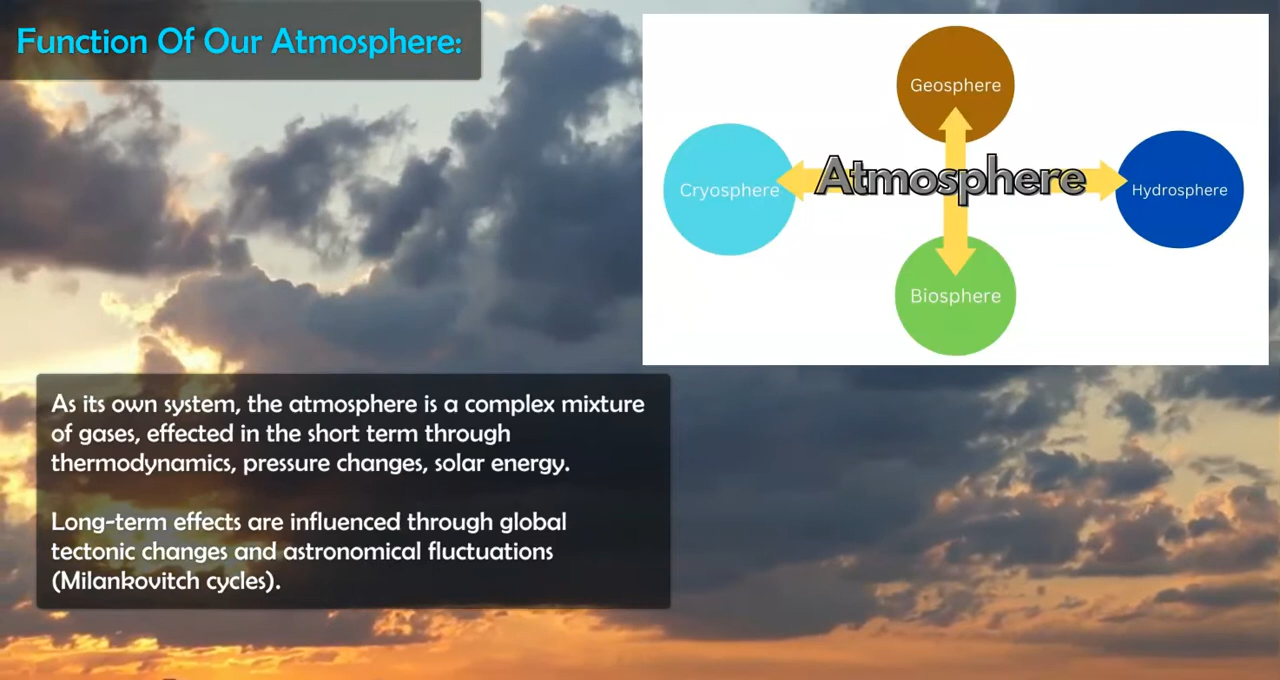 Function Of Our Atmosphere:
Geosphere
Cryosphere
Atmosphere
Hydrosphere
Biosphere
As its own system, the atmosphere is a complex mixture
of gases, effected in the short term through
thermodynamics, pressure changes, solar energy.
Long-term effects are influenced through global
tectonic changes and astronomical fluctuations
(Milankovitch cycles).